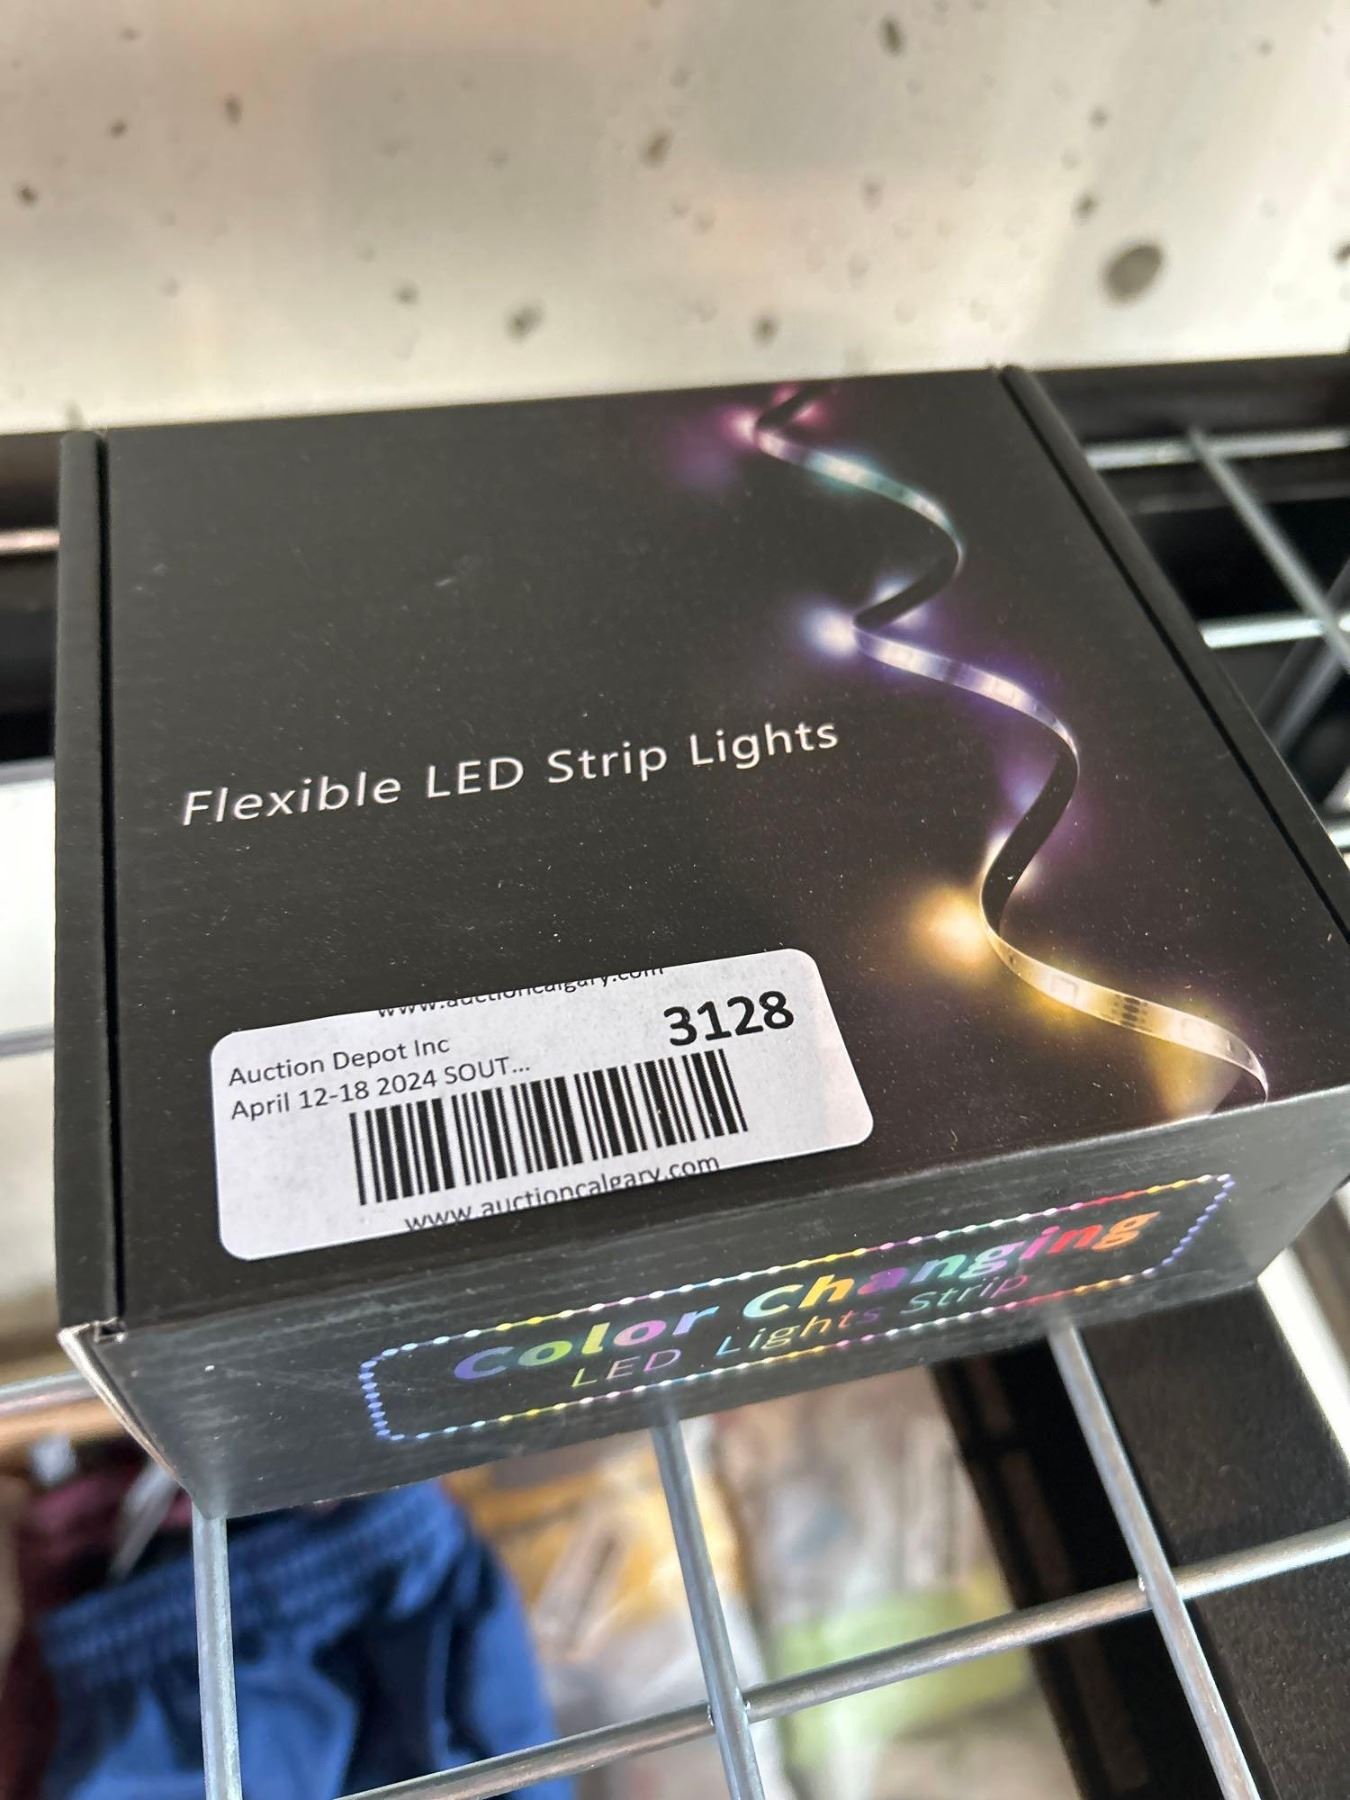 Flexible LED Strip Lights
www.auctioncalgary.com
3128
Auction Depot Inc
April 12-18 2024 SOUT...
www.auctioncalgary.com
Color Changing
LED Lights Strip